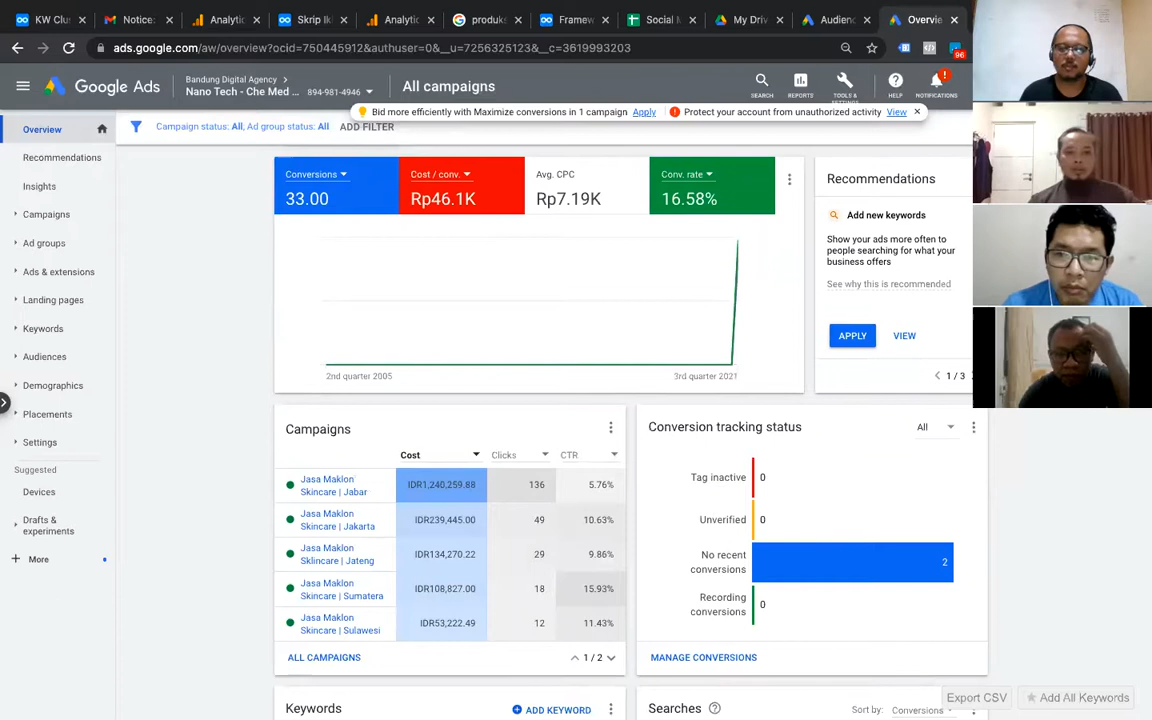 KW Clus
Notice:
Analytic
Skrip Ikl
Analytic
produks
Framew
Social M
My Driv
Audienc
Overvie
ads.google.com/aw/overview?ocid=750445912&authuser=0&__u=7256325123&__c=3619993203
96
Google Ads
Bandung Digital Agency
Nano Tech - Che Med ...
894-981-4946
All campaigns
SEARCH
REPORTS
TOOLS &
SETTINGS
HELP
NOTIFICATIONS
Bid more efficiently with Maximize conversions in 1 campaign Apply
Protect your account from unauthorized activity View
Campaign status: All, Ad group status: All
ADD FILTER
Overview
Recommendations
Insights
Campaigns
Ad groups
Ads & extensions
Landing pages
Keywords
Audiences
Demographics
Placements
Settings
Suggested
Devices
Drafts &
experiments
More
Conversions
33.00
Cost / conv.
Rp46.1K
Avg. CPC
Rp7.19K
Conv. rate
16.58%
2nd quarter 2005
3rd quarter 2021
Recommendations
Add new keywords
Show your ads more often to
people searching for what your
business offers
See why this is recommended
APPLY
VIEW
1 / 3
Campaigns
Cost
Clicks
CTR
Jasa Maklon
Skincare | Jabar
IDR1,240,259.88
136
5.76%
Jasa Maklon
Skincare | Jakarta
IDR239,445.00
49
10.63%
Jasa Maklon
Sklincare | Jateng
IDR134,270.22
29
9.86%
Jasa Maklon
Skincare | Sumatera
IDR108,827.00
18
15.93%
Jasa Maklon
Skincare | Sulawesi
IDR53,222.49
12
11.43%
ALL CAMPAIGNS
1 / 2
Conversion tracking status
All
Tag inactive
0
Unverified
0
No recent
conversions
2
Recording
conversions
0
MANAGE CONVERSIONS
Export CSV
Add All Keywords
Keywords
ADD KEYWORD
Searches
Sort by:
Conversions